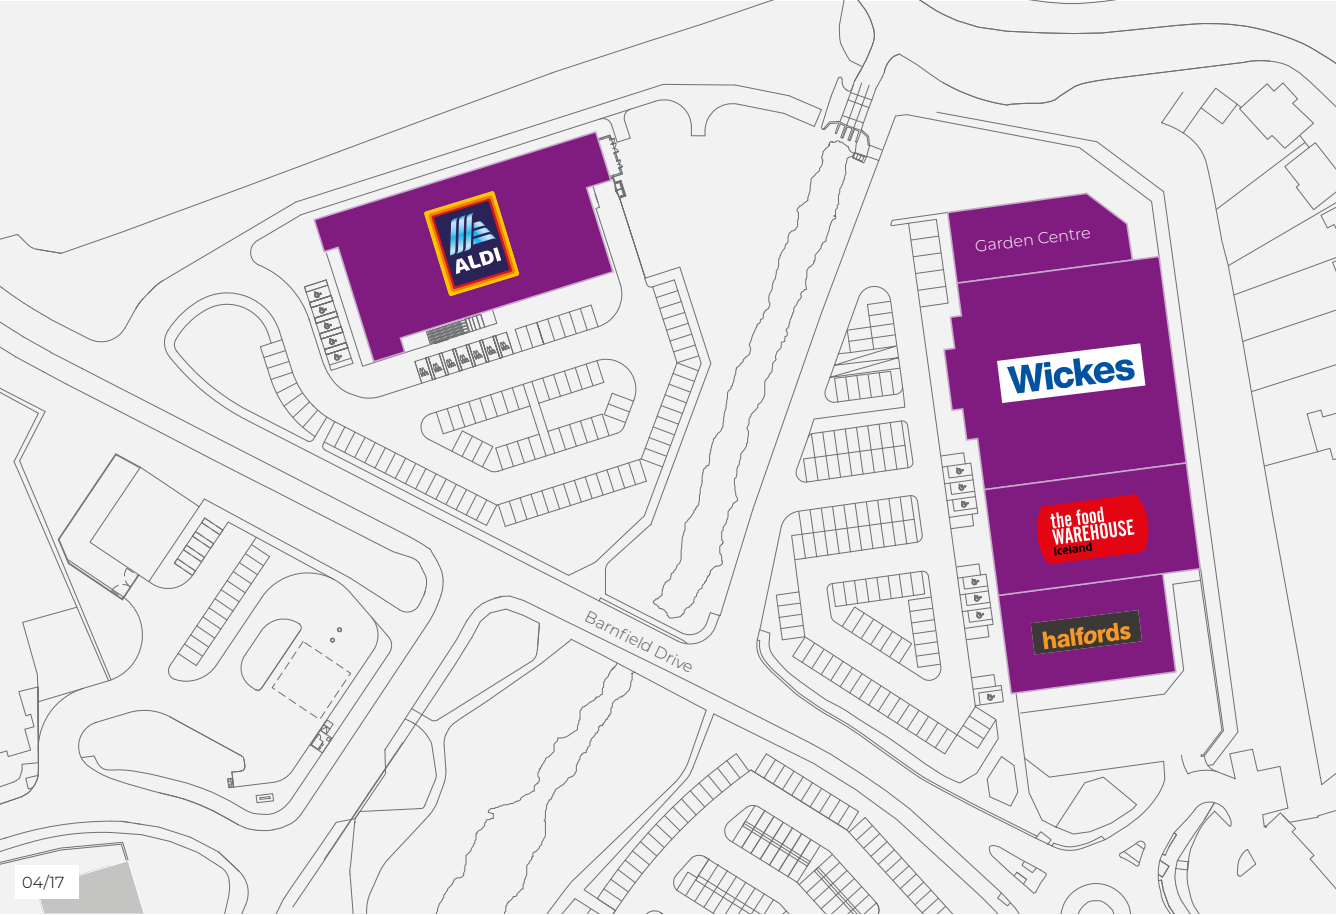 ALDI
Garden Centre
Wickes
the food
WAREHOUSE
Iceland
halfords
Barnfield Drive
04/17